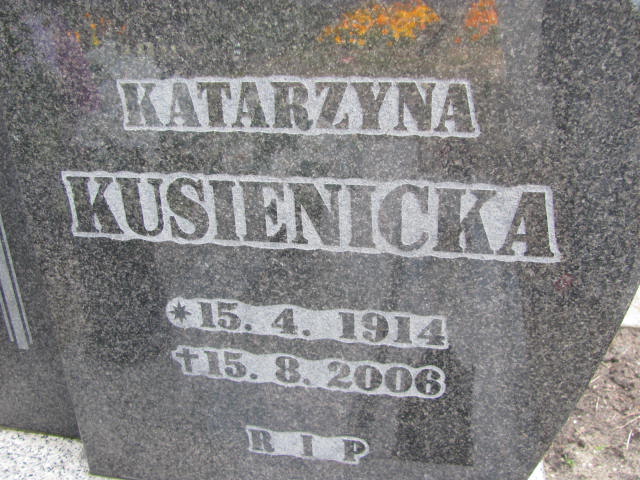 KATARZYNA
KUSIENICKA
* 15. 4. 1914
† 15. 8. 2006
R I P